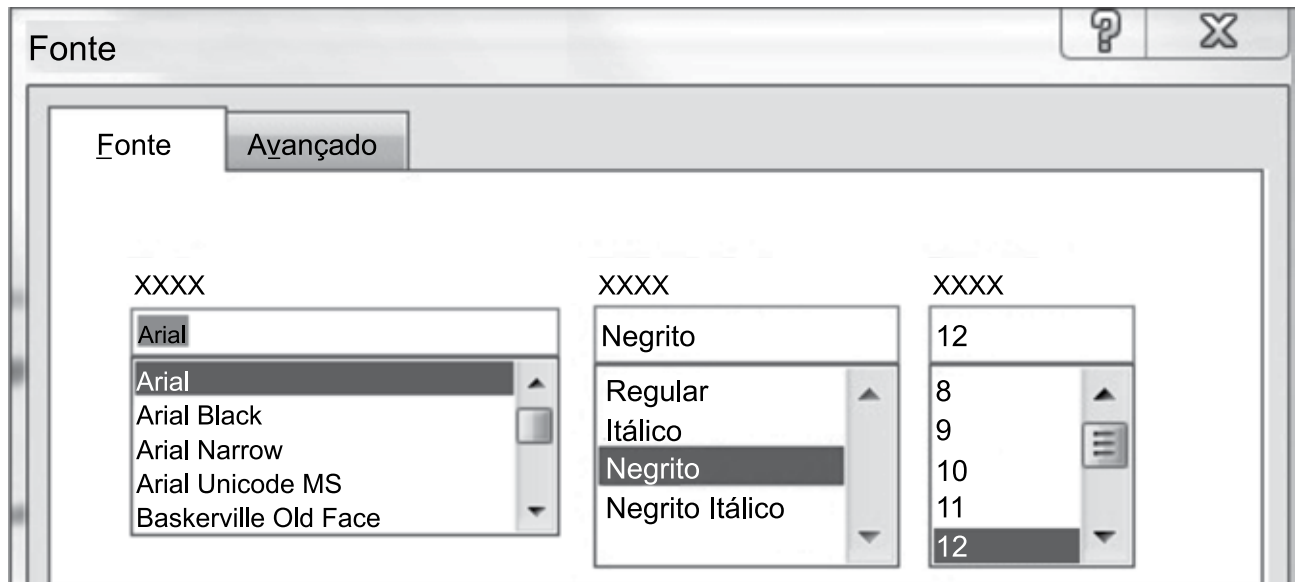 Fonte
Fonte Avançado
XXXX XXXX XXXX
Arial Negrito 12
Arial
Arial Black
Arial Narrow
Arial Unicode MS
Baskerville Old Face
Regular
Itálico
Negrito
Negrito Itálico
8
9
10
11
12